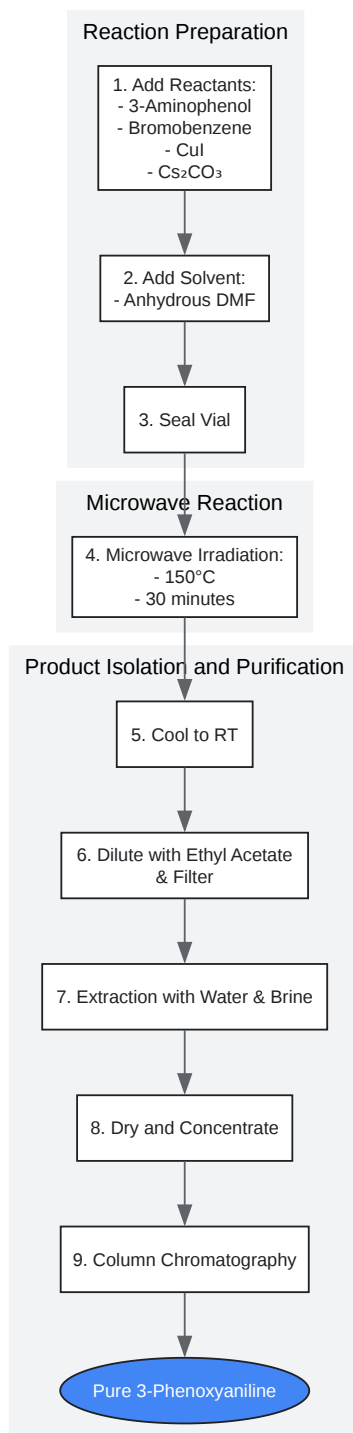 Reaction Preparation
1. Add Reactants:
- 3-Aminophenol
- Bromobenzene
- CuI
- Cs₂CO₃
2. Add Solvent:
- Anhydrous DMF
3. Seal Vial
Microwave Reaction
4. Microwave Irradiation:
- 150°C
- 30 minutes
Product Isolation and Purification
5. Cool to RT
6. Dilute with Ethyl Acetate
& Filter
7. Extraction with Water & Brine
8. Dry and Concentrate
9. Column Chromatography
Pure 3-Phenoxyaniline